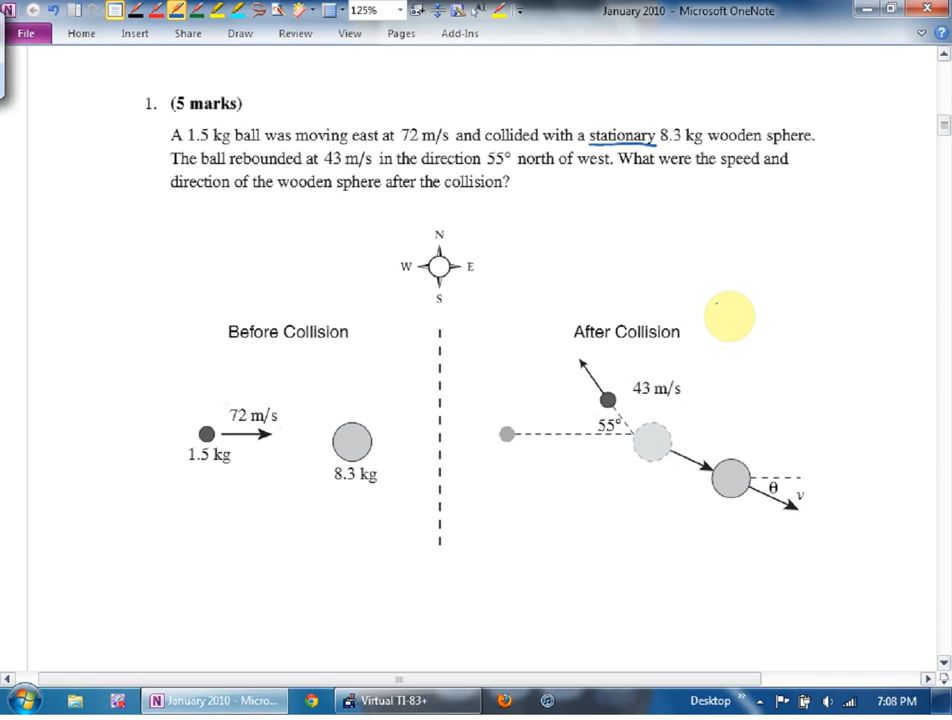 125%
January 2010 - Microsoft OneNote
File Home Insert Share Draw Review View Pages Add-Ins
1. (5 marks)
A 1.5 kg ball was moving east at 72 m/s and collided with a stationary 8.3 kg wooden sphere.
The ball rebounded at 43 m/s in the direction 55° north of west. What were the speed and
direction of the wooden sphere after the collision?
N
W E
S
Before Collision
After Collision
43 m/s
72 m/s
55°
1.5 kg
8.3 kg
θ
v
January 2010 - Micro...
Virtual TI-83+
Desktop
7:08 PM